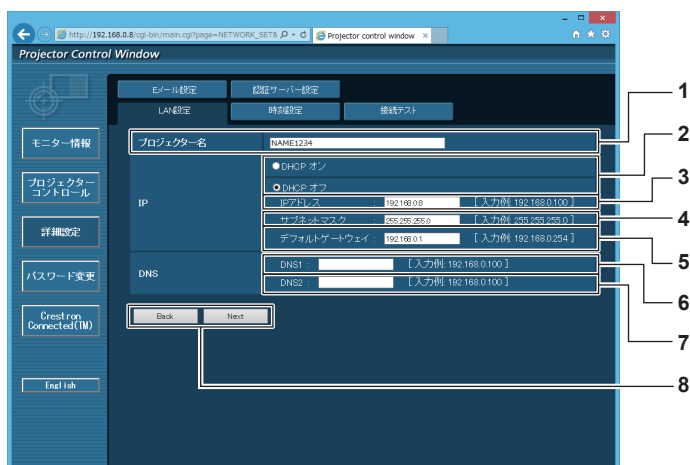 http://192.168.0.8/cgi-bin/main.cgi?page=NETWORK_SET8
Projector control window
Projector Control Window
Eメール設定 認証サーバー設定
LAN設定 時刻設定 接続テスト
モニター情報
プロジェクター
コントロール
詳細設定
パスワード変更
Crestron
Connected(TM)
English
プロジェクター名 NAME1234
IP
DHCP オン
DHCP オフ
IPアドレス : 192.168.0.8 [ 入力例: 192.168.0.100 ]
サブネットマスク : 255.255.255.0 [ 入力例: 255.255.255.0 ]
デフォルトゲートウェイ : 192.168.0.1 [ 入力例: 192.168.0.254 ]
DNS
DNS1 : [ 入力例: 192.168.0.100 ]
DNS2 : [ 入力例: 192.168.0.100 ]
Back Next
1
2
3
4
5
6
7
8